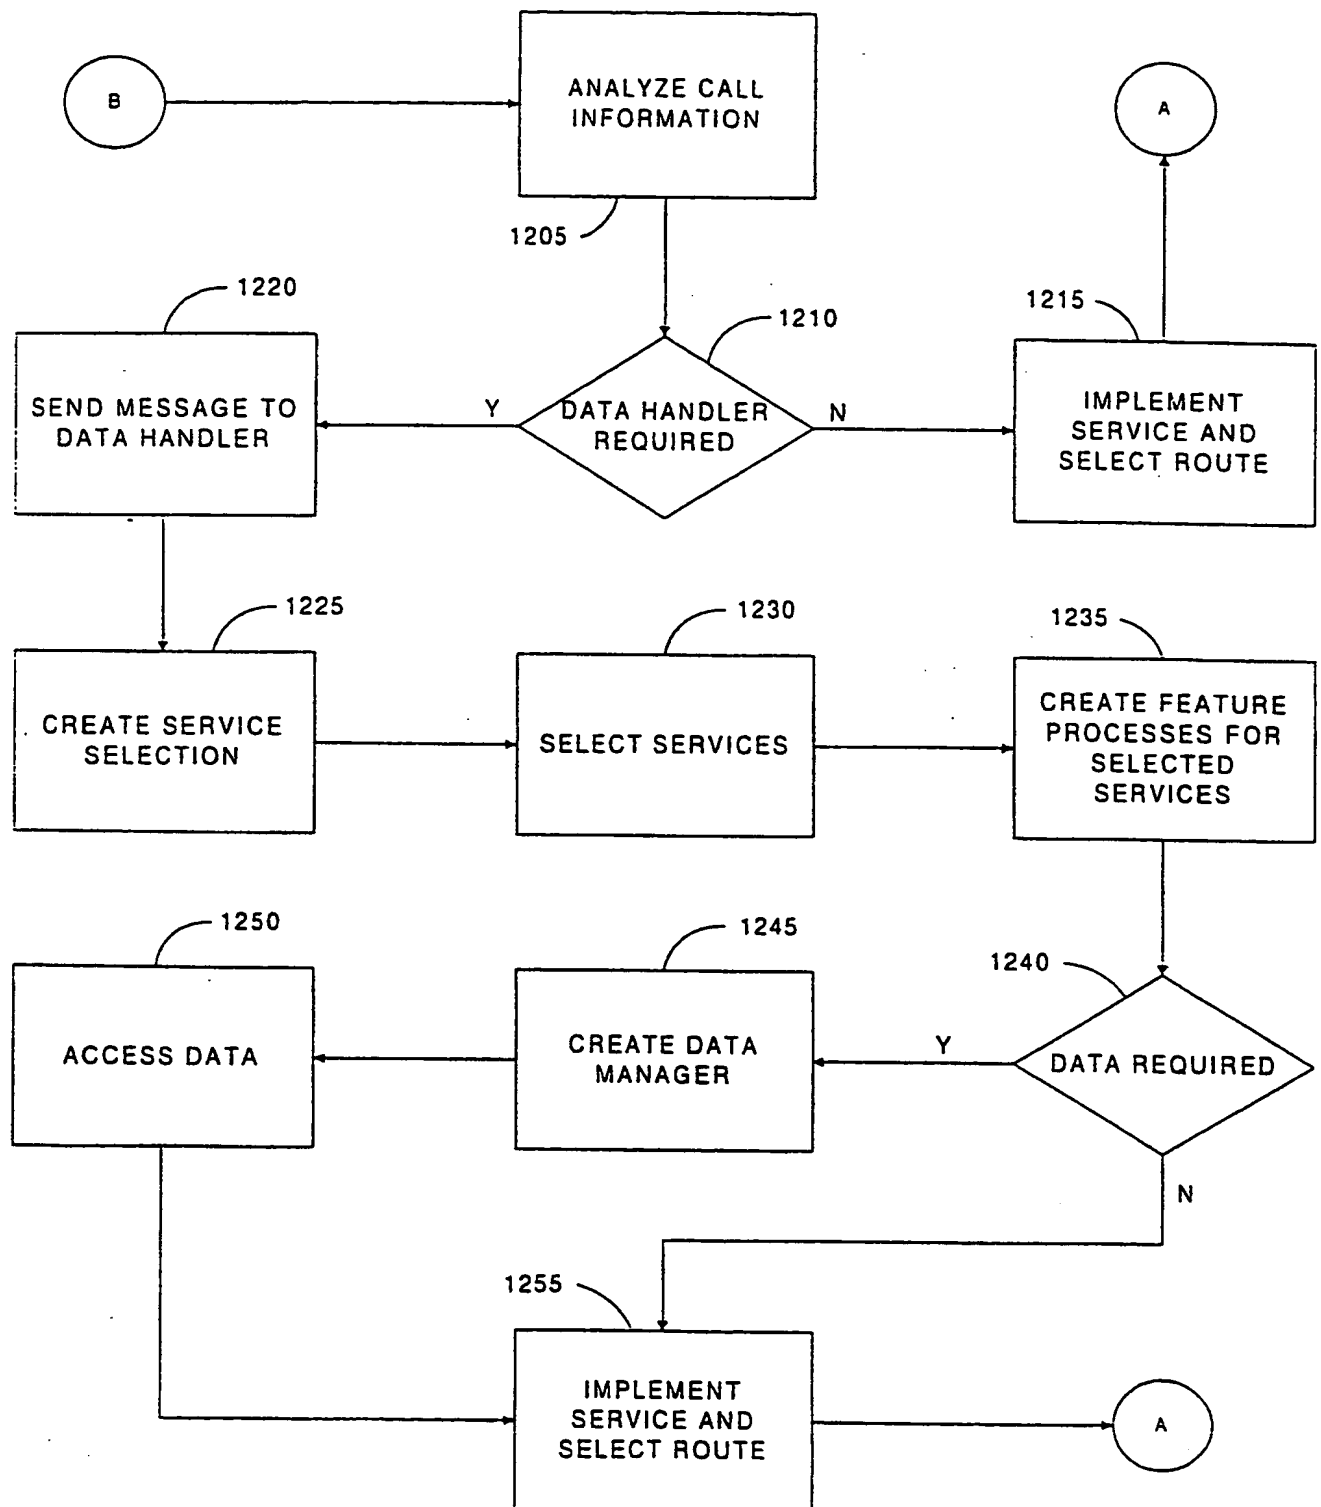 B
ANALYZE CALL
INFORMATION
A
1205
1220
1210
1215
SEND MESSAGE TO
DATA HANDLER
Y
DATA HANDLER
REQUIRED
N
IMPLEMENT
SERVICE AND
SELECT ROUTE
1225
1230
1235
CREATE SERVICE
SELECTION
SELECT SERVICES
CREATE FEATURE
PROCESSES FOR
SELECTED
SERVICES
1250
1245
1240
ACCESS DATA
CREATE DATA
MANAGER
Y
DATA REQUIRED
N
1255
IMPLEMENT
SERVICE AND
SELECT ROUTE
A